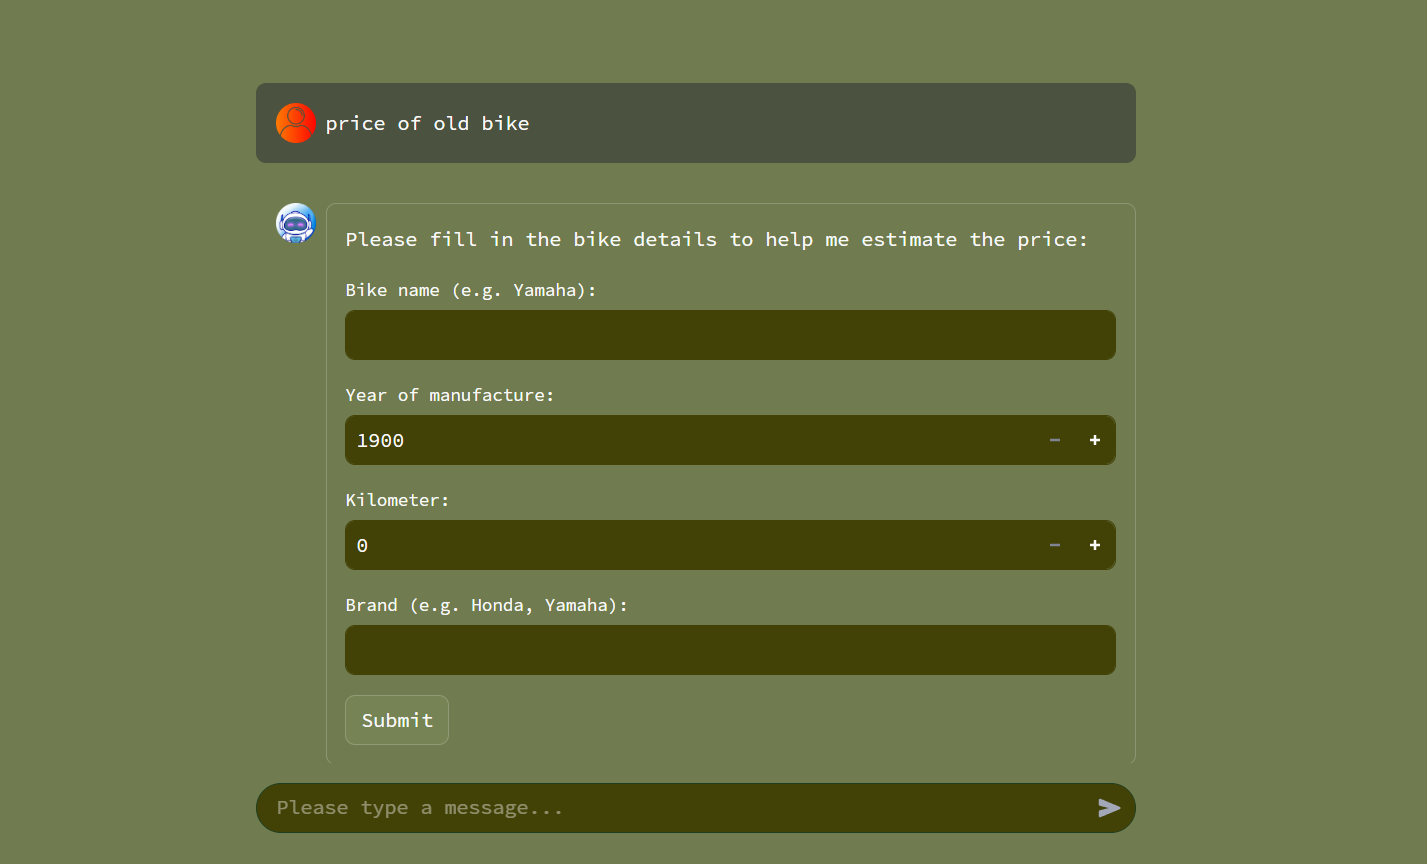 price of old bike
Please fill in the bike details to help me estimate the price:
Bike name (e.g. Yamaha):
Year of manufacture:
1900
Kilometer:
0
Brand (e.g. Honda, Yamaha):
Submit
Please type a message...